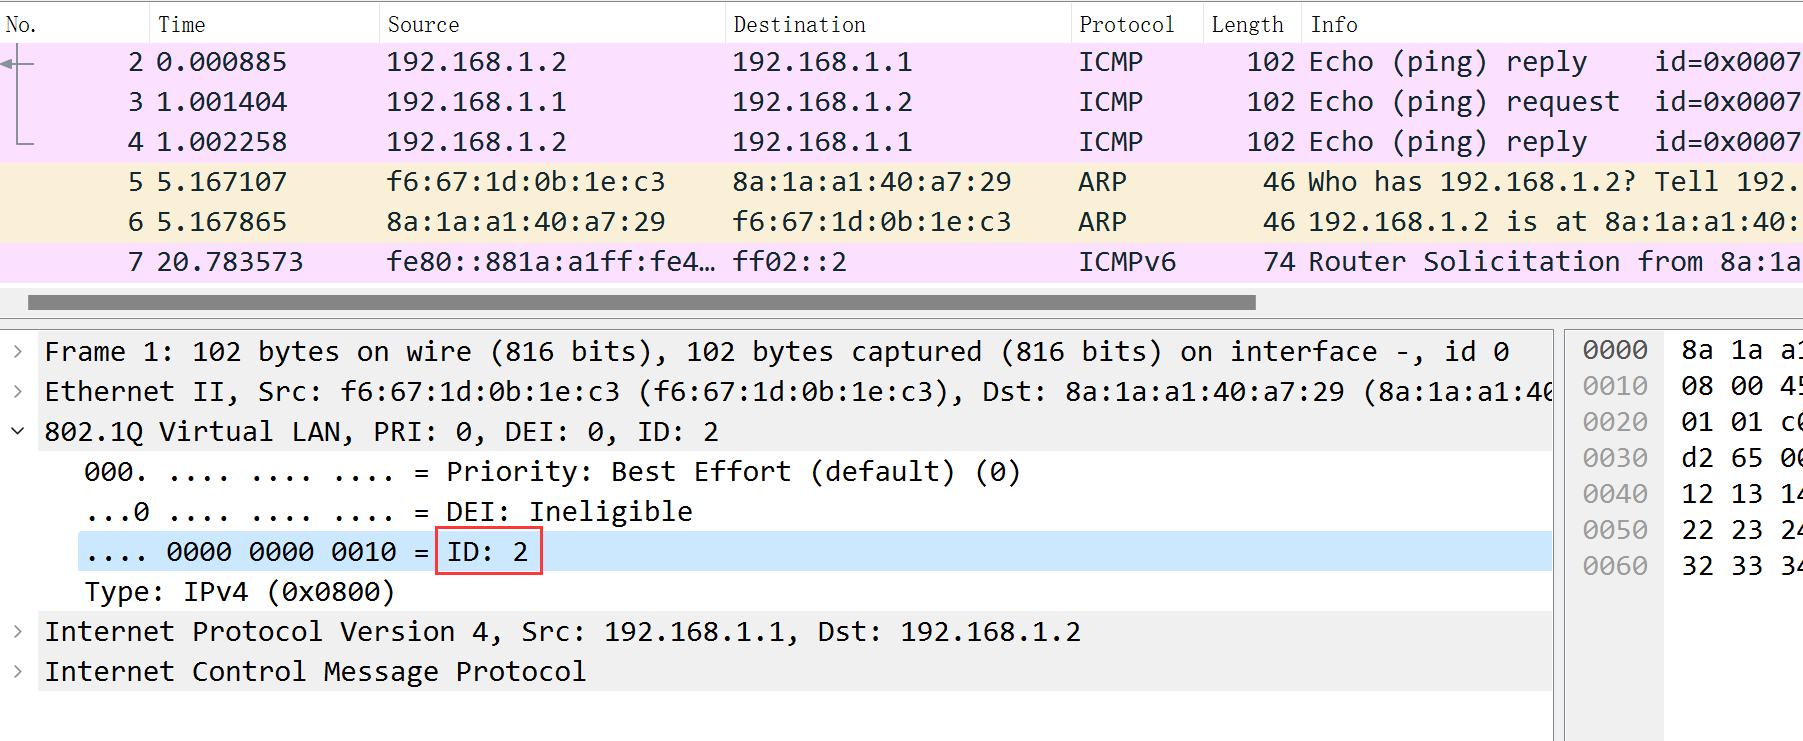 No. Time Source Destination Protocol Length Info
2 0.000885 192.168.1.2 192.168.1.1 ICMP 102 Echo (ping) reply id=0x0007
3 1.001404 192.168.1.1 192.168.1.2 ICMP 102 Echo (ping) request id=0x0007
4 1.002258 192.168.1.2 192.168.1.1 ICMP 102 Echo (ping) reply id=0x0007
5 5.167107 f6:67:1d:0b:1e:c3 8a:1a:a1:40:a7:29 ARP 46 Who has 192.168.1.2? Tell 192.
6 5.167865 8a:1a:a1:40:a7:29 f6:67:1d:0b:1e:c3 ARP 46 192.168.1.2 is at 8a:1a:a1:40:
7 20.783573 fe80::881a:a1ff:fe4… ff02::2 ICMPv6 74 Router Solicitation from 8a:1a
Frame 1: 102 bytes on wire (816 bits), 102 bytes captured (816 bits) on interface -, id 0
Ethernet II, Src: f6:67:1d:0b:1e:c3 (f6:67:1d:0b:1e:c3), Dst: 8a:1a:a1:40:a7:29 (8a:1a:a1:40
802.1Q Virtual LAN, PRI: 0, DEI: 0, ID: 2
000. .... .... .... = Priority: Best Effort (default) (0)
...0 .... .... .... = DEI: Ineligible
.... 0000 0000 0010 = ID: 2
Type: IPv4 (0x0800)
Internet Protocol Version 4, Src: 192.168.1.1, Dst: 192.168.1.2
Internet Control Message Protocol
0000 8a 1a a1
0010 08 00 45
0020 01 01 c0
0030 d2 65 00
0040 12 13 14
0050 22 23 24
0060 32 33 34